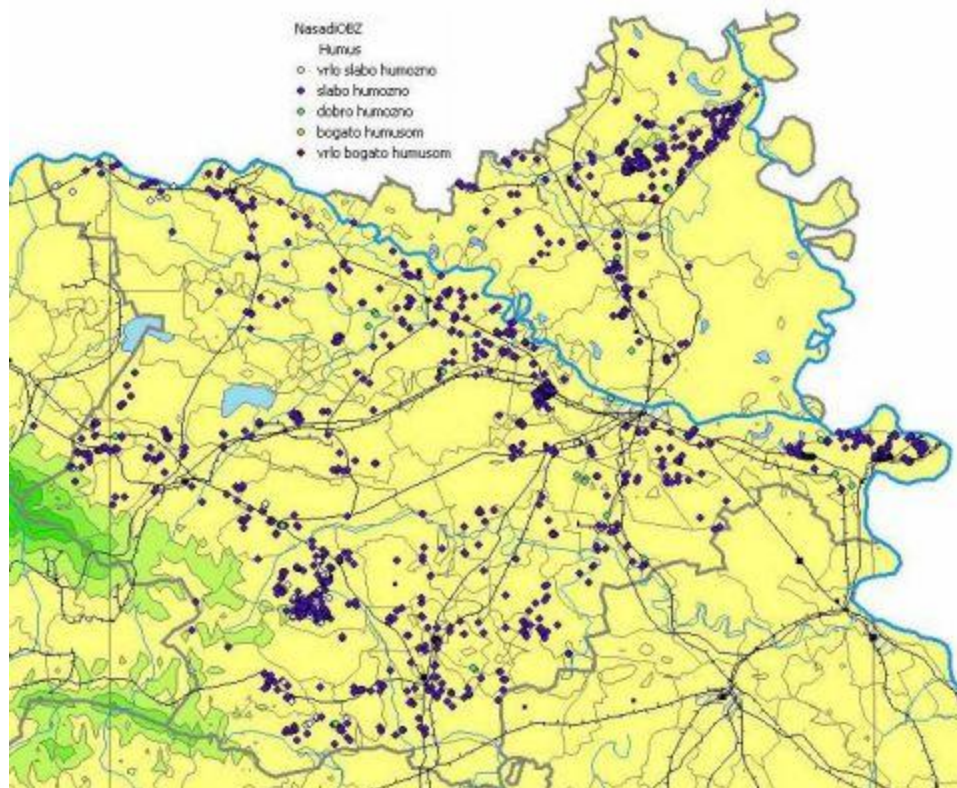 NasadiOBZ
Humus
vrlo slabo humozno
slabo humozno
dobro humozno
bogato humusom
vrlo bogato humusom